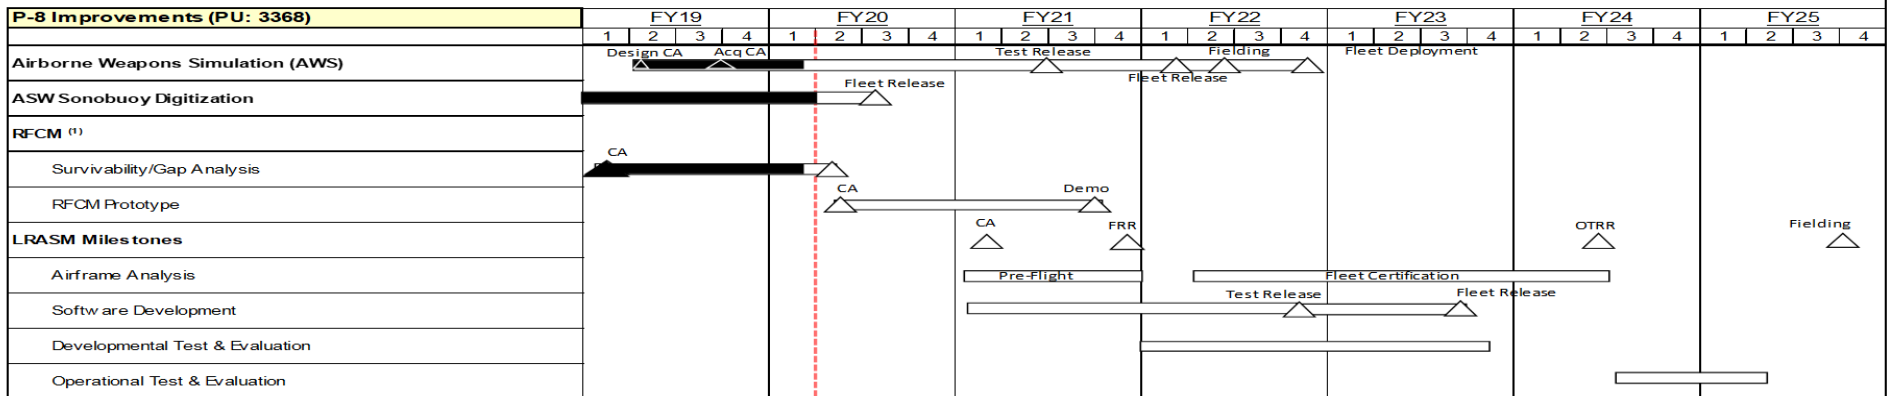 P-8 Improvements (PU: 3368) FY19 FY20 FY21 FY22 FY23 FY24 FY25
1 2 3 4 1 2 3 4 1 2 3 4 1 2 3 4 1 2 3 4 1 2 3 4 1 2 3 4
Design CA Acq CA Test Release Fielding Fleet Deployment
Airborne Weapons Simulation (AWS)
Fleet Release
Fleet Release
ASW Sonobuoy Digitization
RFCM (1)
CA
Survivability/Gap Analysis
CA Demo
RFCM Prototype
CA FRR OTRR Fielding
LRASM Milestones
Airframe Analysis Pre-Flight Fleet Certification
Test Release Fleet Release
Software Development
Developmental Test & Evaluation
Operational Test & Evaluation